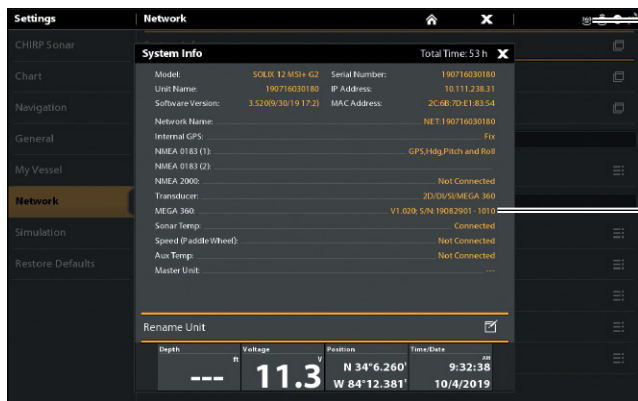 Settings Network X
CHIRP Sonar
System Info Total Time: 53 h X
Chart
Navigation
General
My Vessel
Network
Simulation
Restore Defaults
Model: SOLIX 12 MSI+ G2 Serial Number: 190716030180
Unit Name: 190716030180 IP Address: 10.111.238.31
Software Version: 3.520(9/30/19 17:2) MAC Address: 2C:6B:7D:E1:83:54
Network Name: NET:190716030180
Internal GPS: Fix
NMEA 0183 (1): GPS,Hdg,Pitch and Roll
NMEA 0183 (2):
NMEA 2000: Not Connected
Transducer: 2D/DI/SI/MEGA 360
MEGA 360: V1.020; S/N:19082901-1010
Sonar Temp: Connected
Speed (Paddle Wheel): Not Connected
Aux Temp: Not Connected
Master Unit: ---
Rename Unit
Depth Voltage Position Time/Date
ft V AM
--- 11.3 N 34°6.260' 9:32:38
W 84°12.381' 10/4/2019